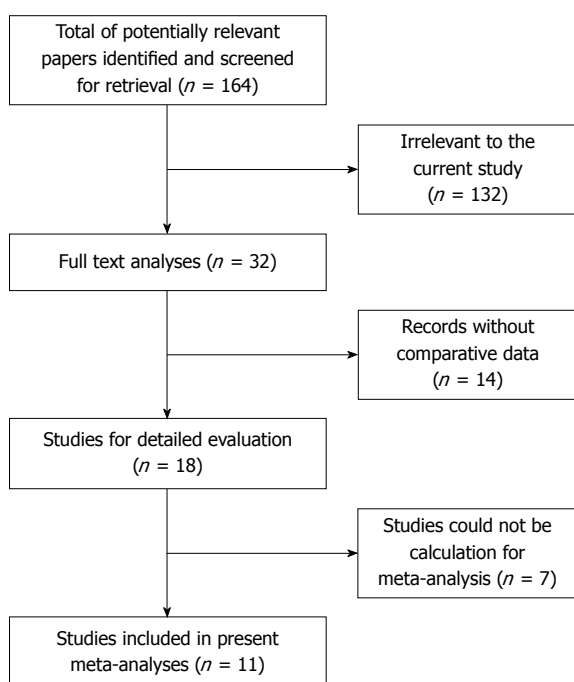 Total of potentially relevant
papers identified and screened
for retrieval (n = 164)
Irrelevant to the
current study
(n = 132)
Full text analyses (n = 32)
Records without
comparative data
(n = 14)
Studies for detailed evaluation
(n = 18)
Studies could not be
calculation for
meta-analysis (n = 7)
Studies included in present
meta-analyses (n = 11)